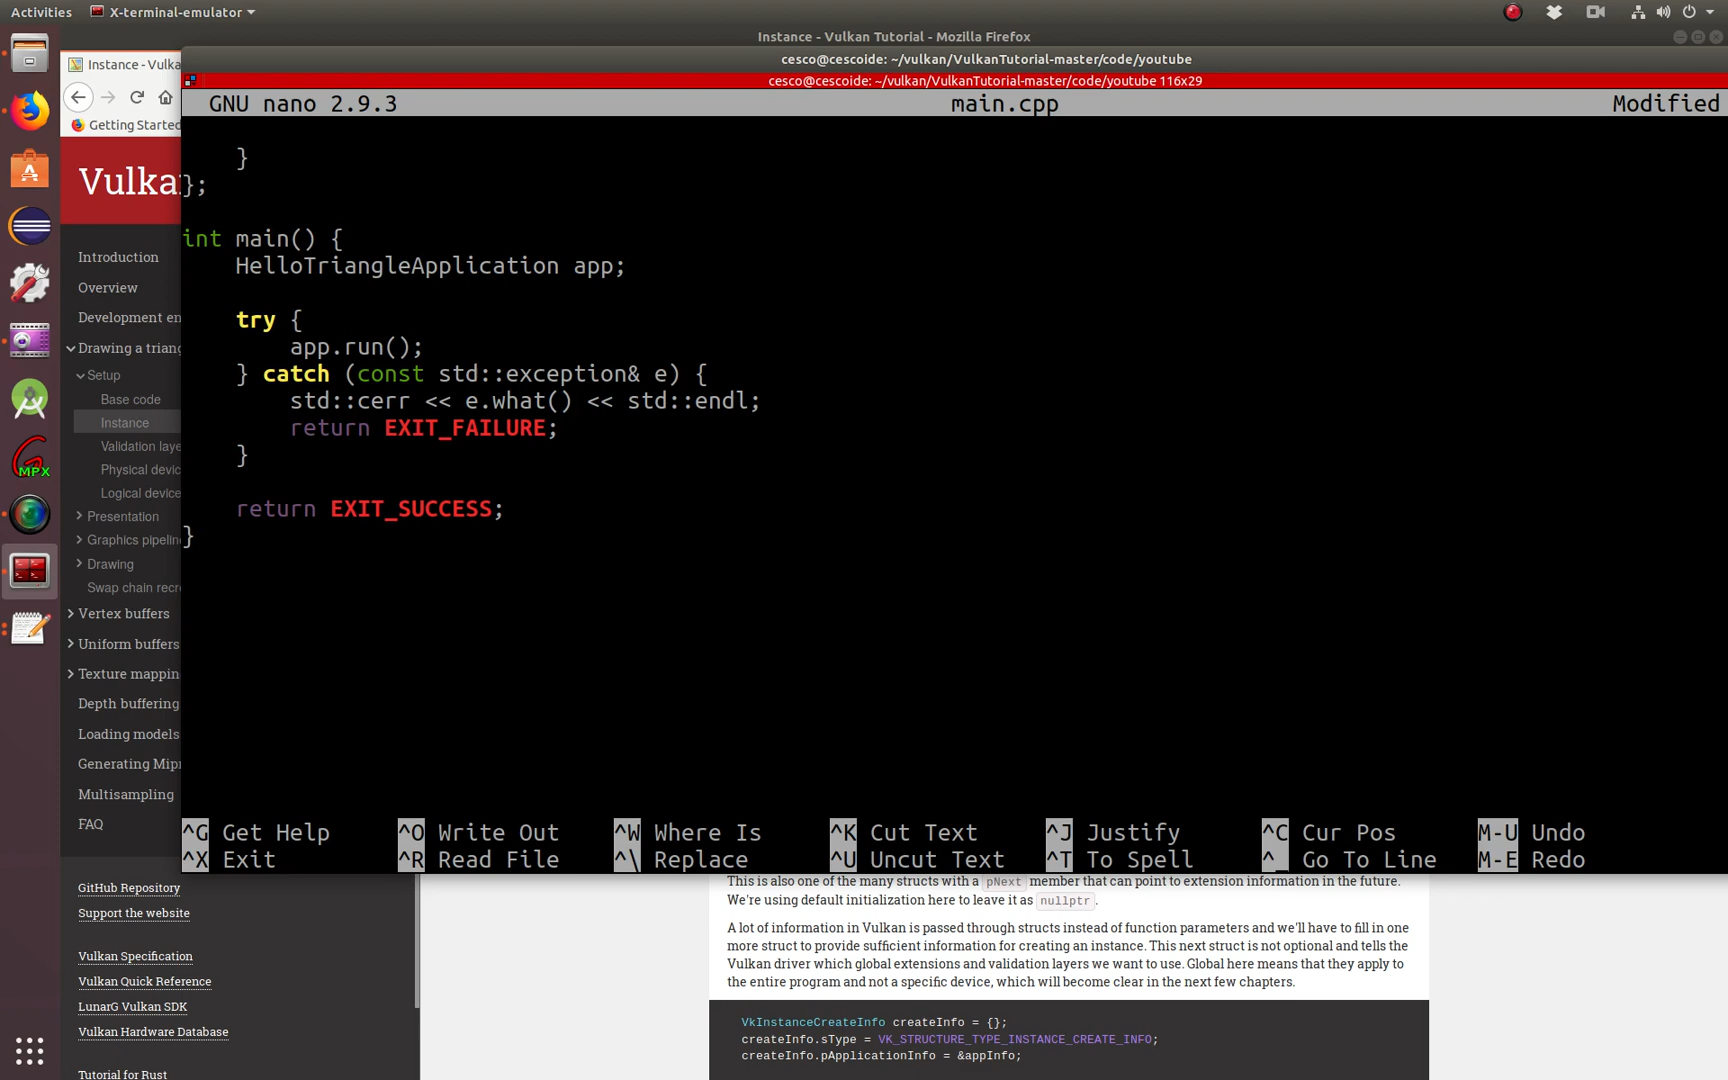 Activities X-terminal-emulator
Instance - Vulkan Tutorial - Mozilla Firefox
Instance - Vulka
cesco@cescoide: ~/vulkan/VulkanTutorial-master/code/youtube
cesco@cescoide: ~/vulkan/VulkanTutorial-master/code/youtube 116x29
GNU nano 2.9.3 main.cpp Modified
Getting Started
Vulka
}
};
int main() {
HelloTriangleApplication app;
try {
app.run();
} catch (const std::exception& e) {
std::cerr << e.what() << std::endl;
return EXIT_FAILURE;
}
return EXIT_SUCCESS;
}
^G Get Help ^O Write Out ^W Where Is ^K Cut Text ^J Justify ^C Cur Pos M-U Undo
^X Exit ^R Read File ^\ Replace ^U Uncut Text ^T To Spell ^_ Go To Line M-E Redo
Introduction
Overview
Development en
Drawing a triang
Setup
Base code
Instance
Validation laye
Physical devic
Logical device
Presentation
Graphics pipelin
Drawing
Swap chain recr
Vertex buffers
Uniform buffers
Texture mappin
Depth buffering
Loading models
Generating Mipr
Multisampling
FAQ
GitHub Repository
Support the website
Vulkan Specification
Vulkan Quick Reference
LunarG Vulkan SDK
Vulkan Hardware Database
Tutorial for Rust
MPX
This is also one of the many structs with a pNext member that can point to extension information in the future.
We're using default initialization here to leave it as nullptr.
A lot of information in Vulkan is passed through structs instead of function parameters and we'll have to fill in one
more struct to provide sufficient information for creating an instance. This next struct is not optional and tells the
Vulkan driver which global extensions and validation layers we want to use. Global here means that they apply to
the entire program and not a specific device, which will become clear in the next few chapters.
VkInstanceCreateInfo createInfo = {};
createInfo.sType = VK_STRUCTURE_TYPE_INSTANCE_CREATE_INFO;
createInfo.pApplicationInfo = &appInfo;